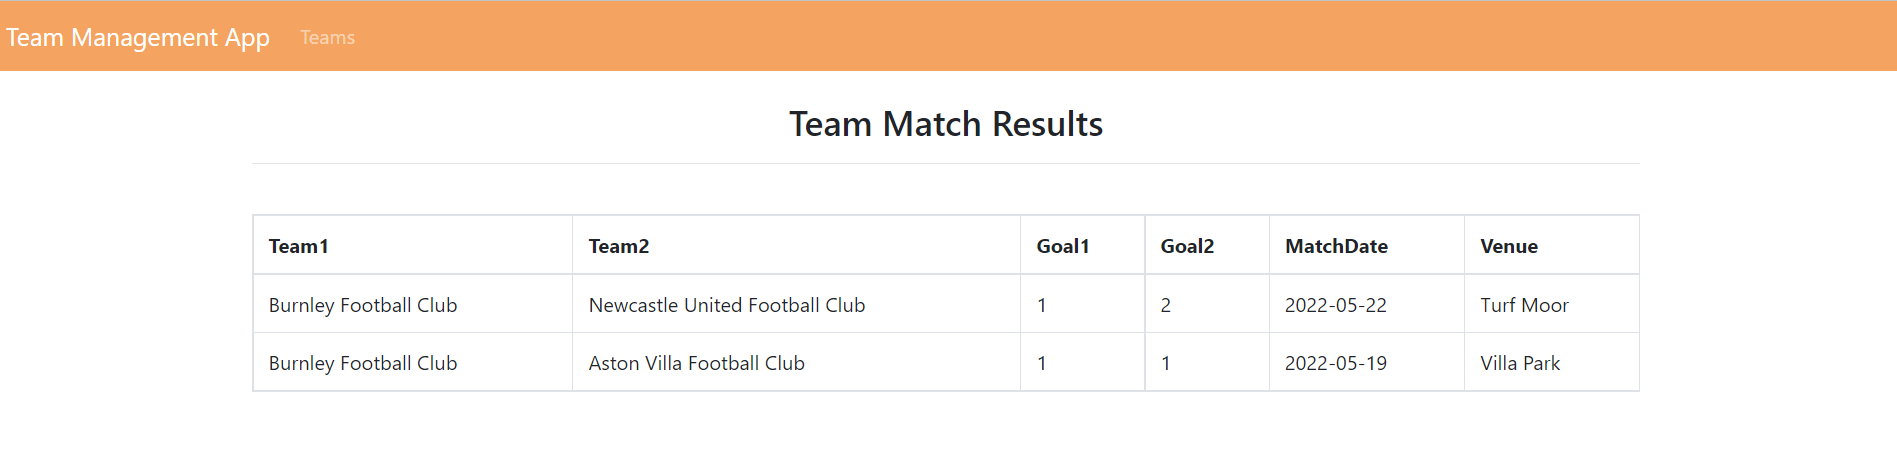 Team Management App Teams
Team Match Results
Team1 Team2 Goal1 Goal2 MatchDate Venue
Burnley Football Club Newcastle United Football Club 1 2 2022-05-22 Turf Moor
Burnley Football Club Aston Villa Football Club 1 1 2022-05-19 Villa Park